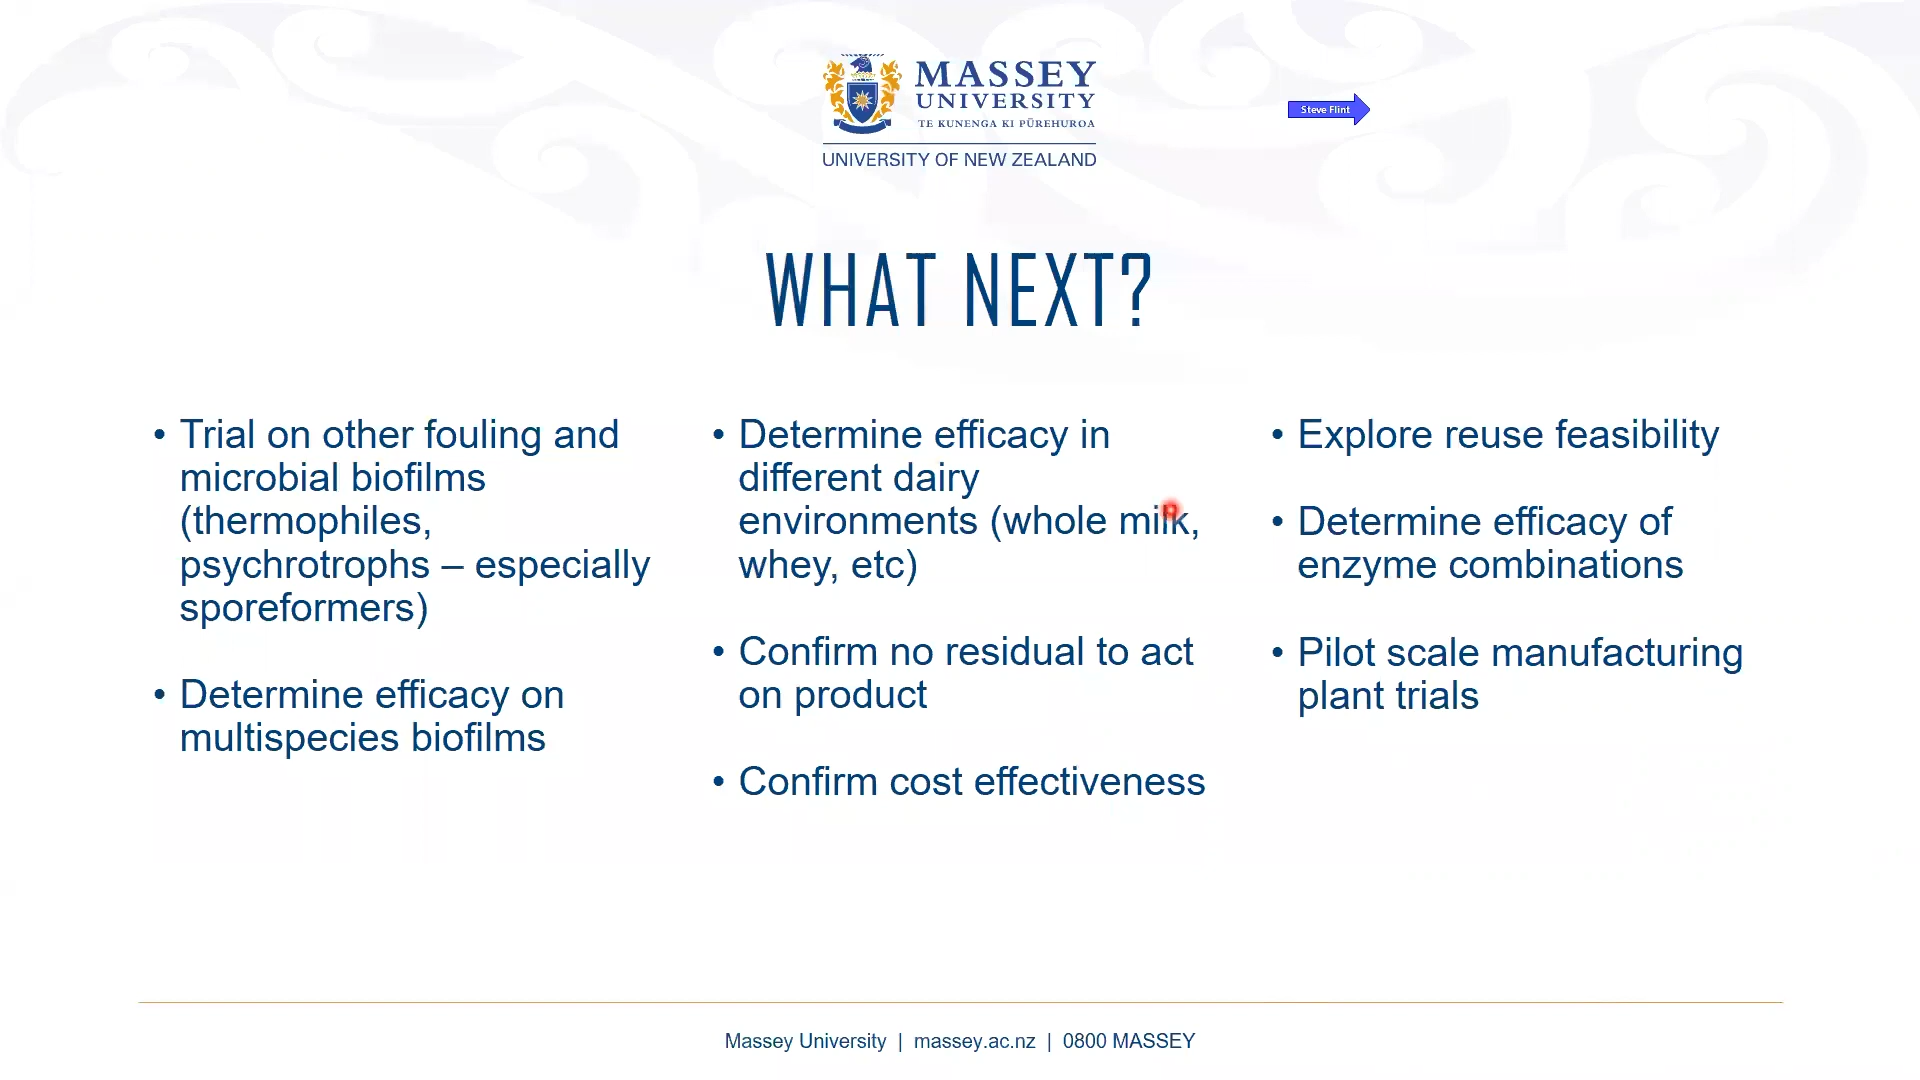 MASSEY
UNIVERSITY
TE KUNENGA KI PŪREHUROA
UNIVERSITY OF NEW ZEALAND
Steve Flint
WHAT NEXT?
• Trial on other fouling and
microbial biofilms
(thermophiles,
psychrotrophs – especially
sporeformers)
• Determine efficacy on
multispecies biofilms
• Determine efficacy in
different dairy
environments (whole milk,
whey, etc)
• Confirm no residual to act
on product
• Confirm cost effectiveness
• Explore reuse feasibility
• Determine efficacy of
enzyme combinations
• Pilot scale manufacturing
plant trials
Massey University | massey.ac.nz | 0800 MASSEY